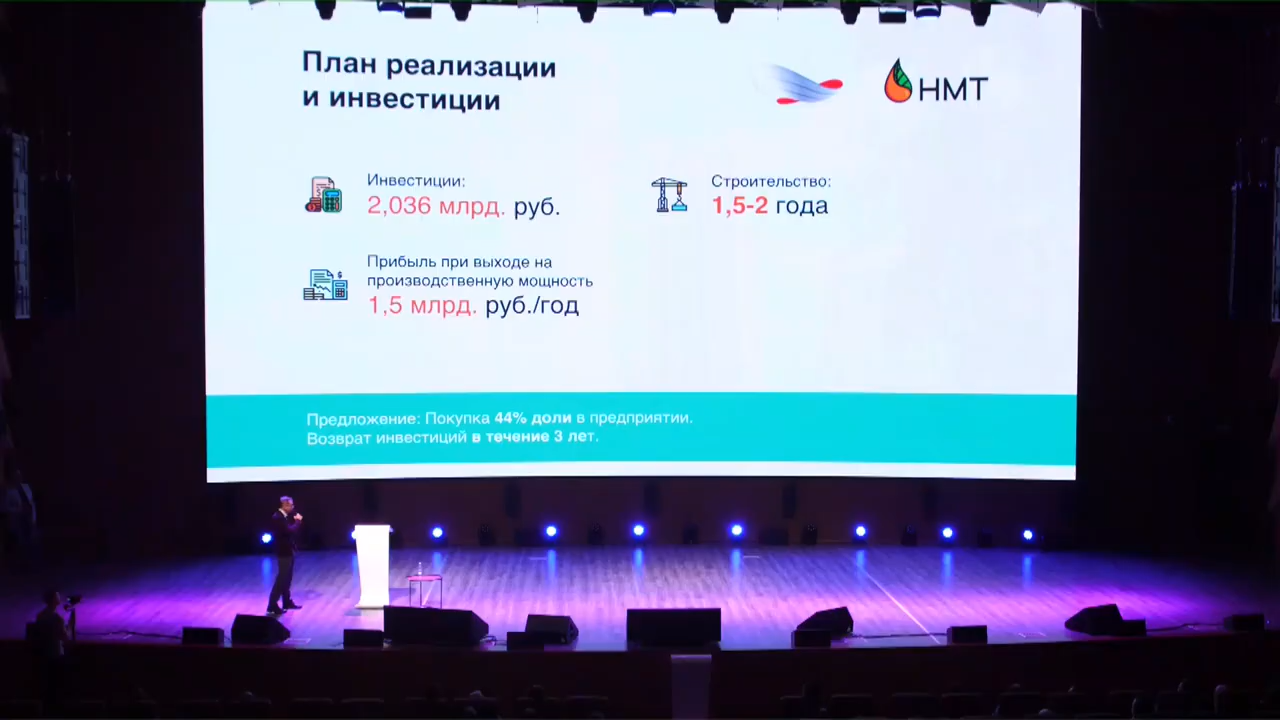 План реализации
и инвестиции
НМТ
Инвестиции:
2,036 млрд. руб.
Строительство:
1,5-2 года
Прибыль при выходе на
производственную мощность
1,5 млрд. руб./год
Предложение: Покупка 44% доли в предприятии.
Возврат инвестиций в течение 3 лет.